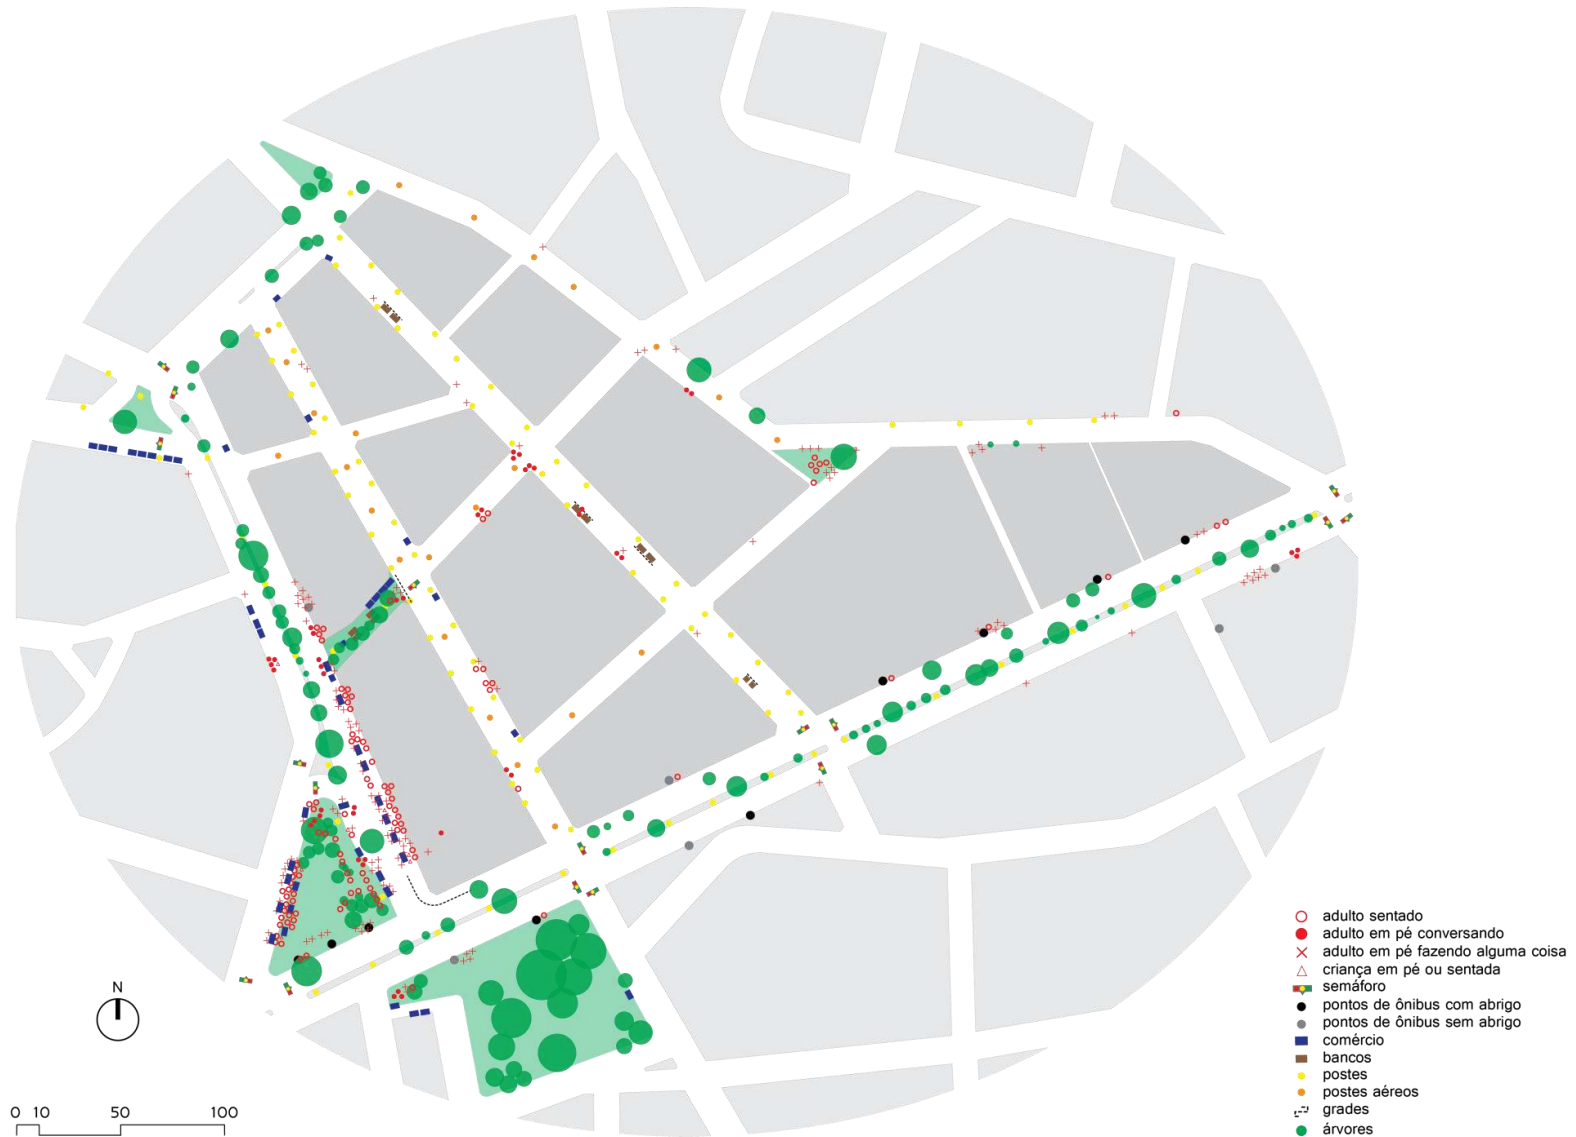 adulto sentado
adulto em pé conversando
adulto em pé fazendo alguma coisa
criança em pé ou sentada
semáforo
pontos de ônibus com abrigo
pontos de ônibus sem abrigo
comércio
bancos
postes
postes aéreos
grades
árvores
N
0 10 50 100